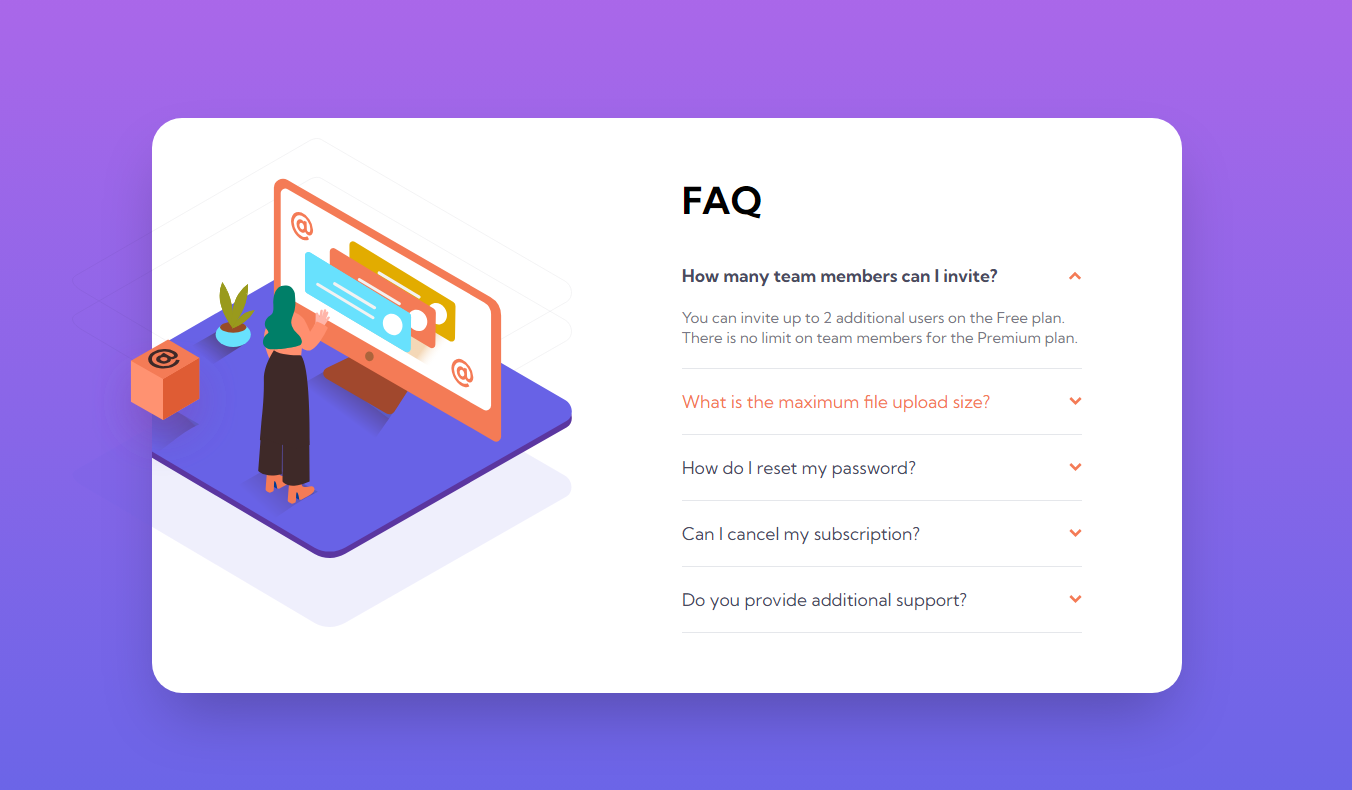 FAQ
How many team members can I invite?
You can invite up to 2 additional users on the Free plan.
There is no limit on team members for the Premium plan.
What is the maximum file upload size?
How do I reset my password?
Can I cancel my subscription?
Do you provide additional support?
@
@
@